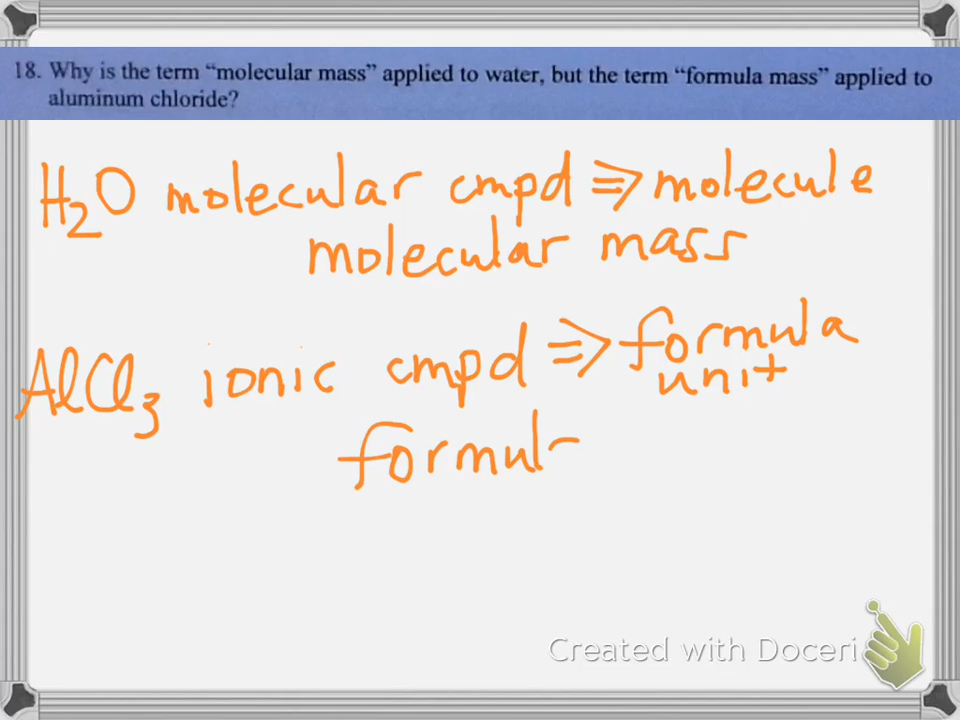 18. Why is the term “molecular mass” applied to water, but the term “formula mass” applied to
aluminum chloride?
H₂O molecular cmpd ⇒ molecule
molecular mass
AlCl₃ ionic cmpd ⇒ formula
unit
formul
Created with Doceri